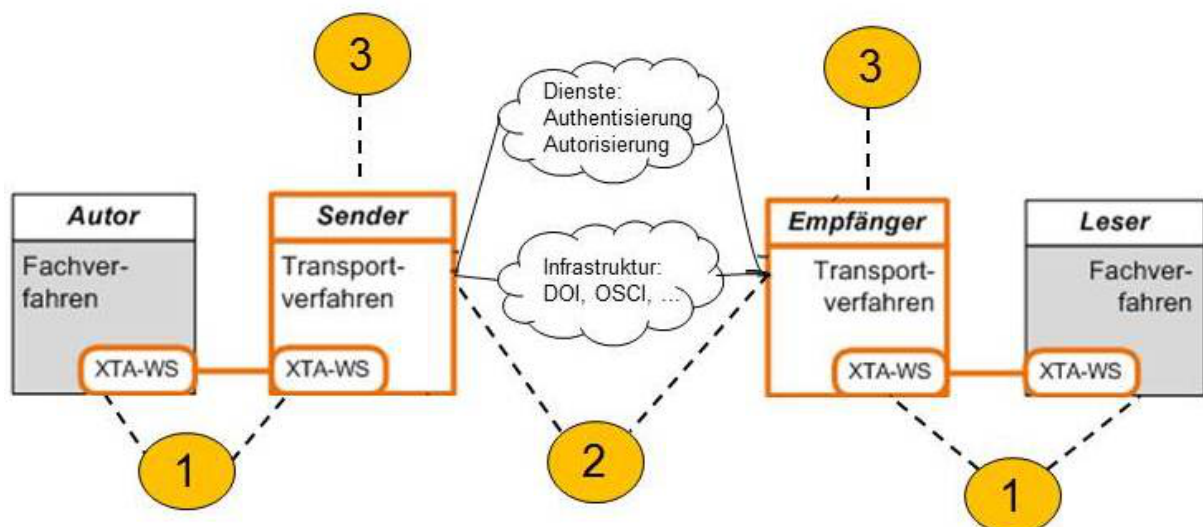 3
3
Dienste:
Authentisierung
Autorisierung
Autor
Fachver-
fahren
XTA-WS
Sender
Transport-
verfahren
XTA-WS
Infrastruktur:
DOI, OSCI, ...
Empfänger
Transport-
verfahren
XTA-WS
Leser
Fachver-
fahren
XTA-WS
1
2
1